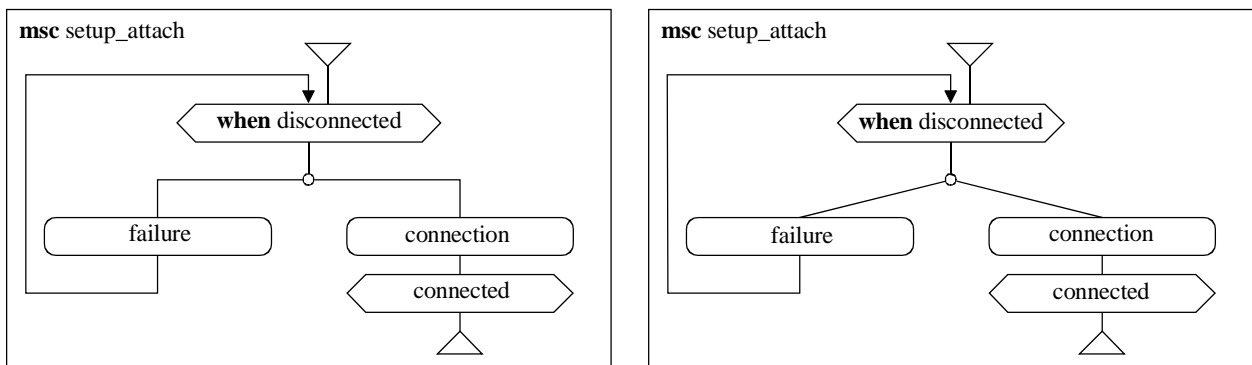 msc setup_attach
when disconnected
failure
connection
connected
msc setup_attach
when disconnected
failure
connection
connected